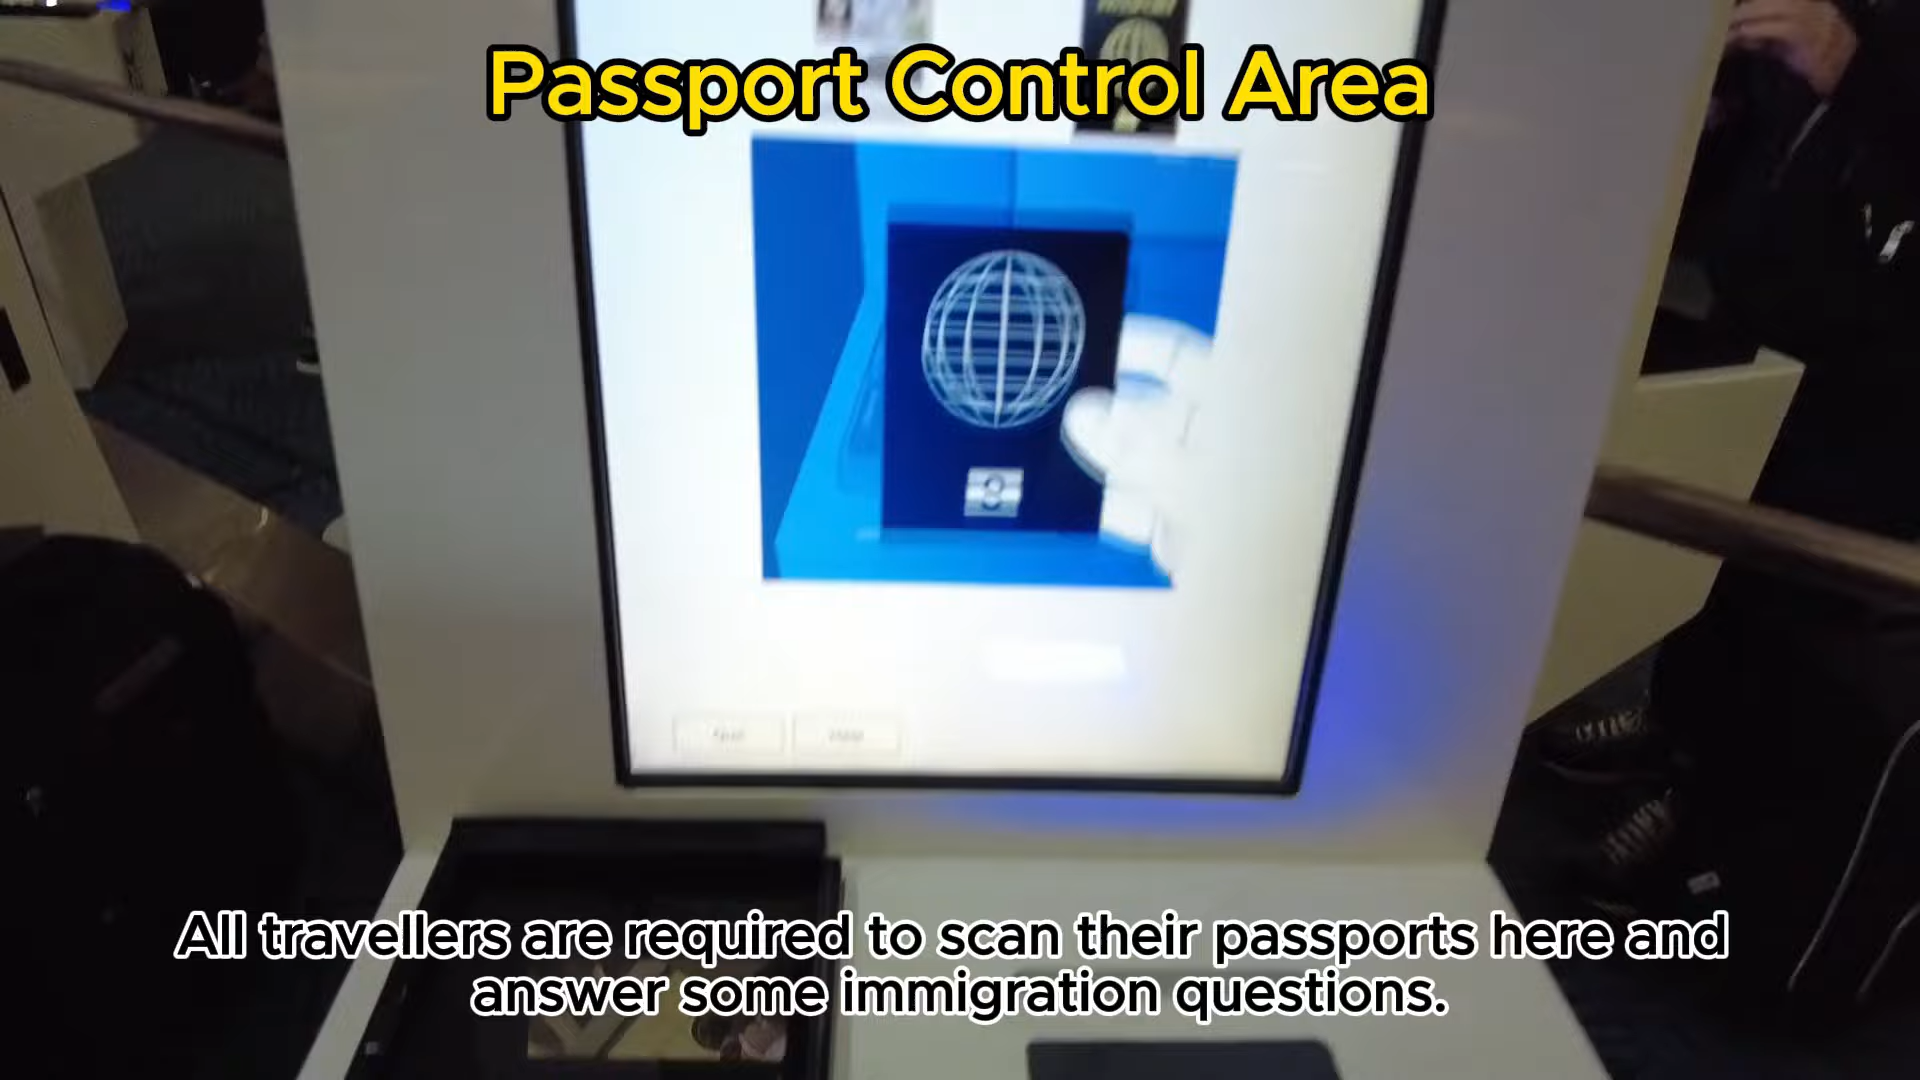 Passport Control Area
All travellers are required to scan their passports here and
answer some immigration questions.